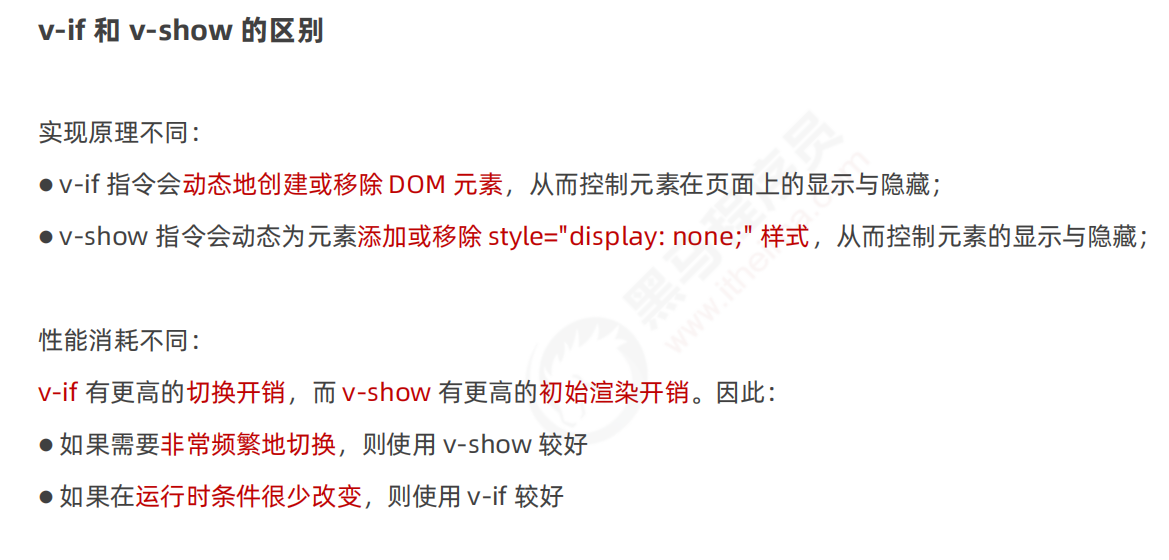 v-if 和 v-show 的区别
实现原理不同：
● v-if 指令会动态地创建或移除 DOM 元素，从而控制元素在页面上的显示与隐藏；
● v-show 指令会动态为元素添加或移除 style="display: none;" 样式，从而控制元素的显示与隐藏；
性能消耗不同：
v-if 有更高的切换开销，而 v-show 有更高的初始渲染开销。因此：
● 如果需要非常频繁地切换，则使用 v-show 较好
● 如果在运行时条件很少改变，则使用 v-if 较好
黑马程序员
www.itheima.com